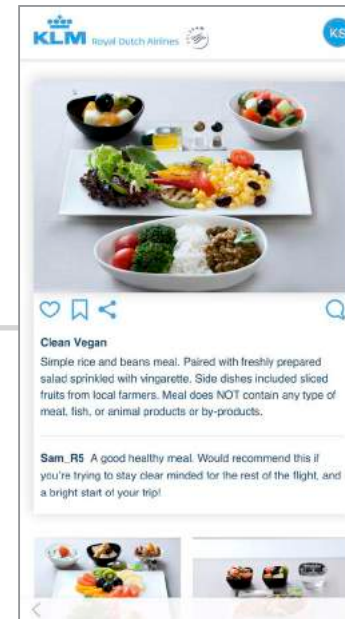 KLM Royal Dutch Airlines
KS
Clean Vegan
Simple rice and beans meal. Paired with freshly prepared
salad sprinkled with vingarette. Side dishes included sliced
fruits from local farmers. Meal does NOT contain any type of
meat, fish, or animal products or by-products.
Sam_R5 A good healthy meal. Would recommend this if
you're trying to stay clear minded for the rest of the flight, and
a bright start of your trip!